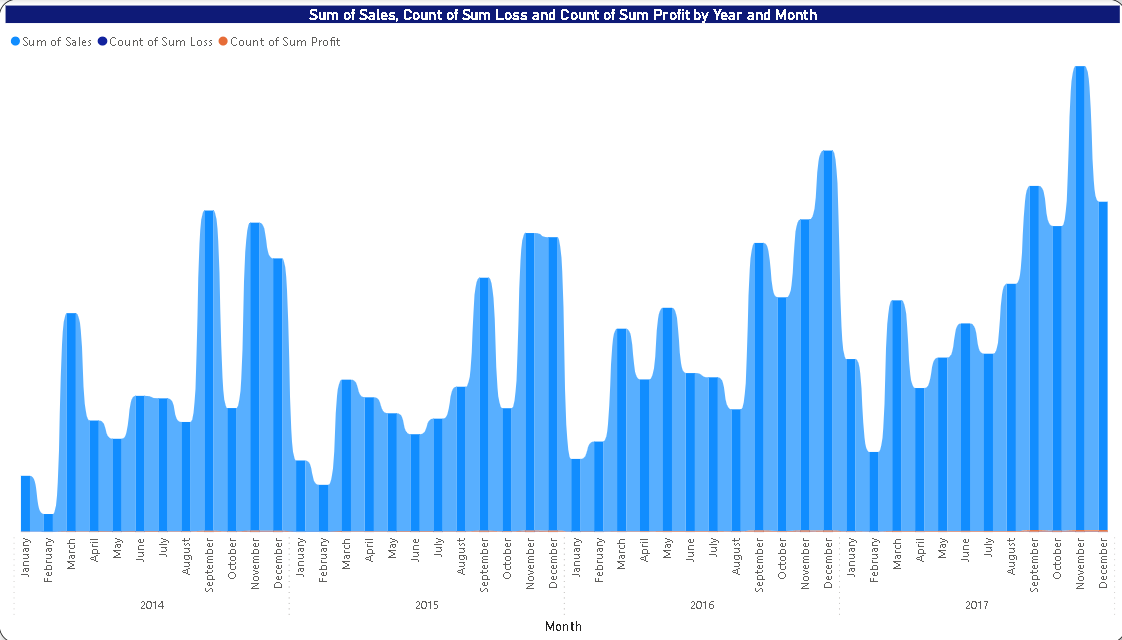 Sum of Sales, Count of Sum Loss and Count of Sum Profit by Year and Month
Sum of Sales Count of Sum Loss Count of Sum Profit
January February March April May June July August September October November December January February March April May June July August September October November December January February March April May June July August September October November December January February March April May June July August September October November December
2014 2015 2016 2017
Month